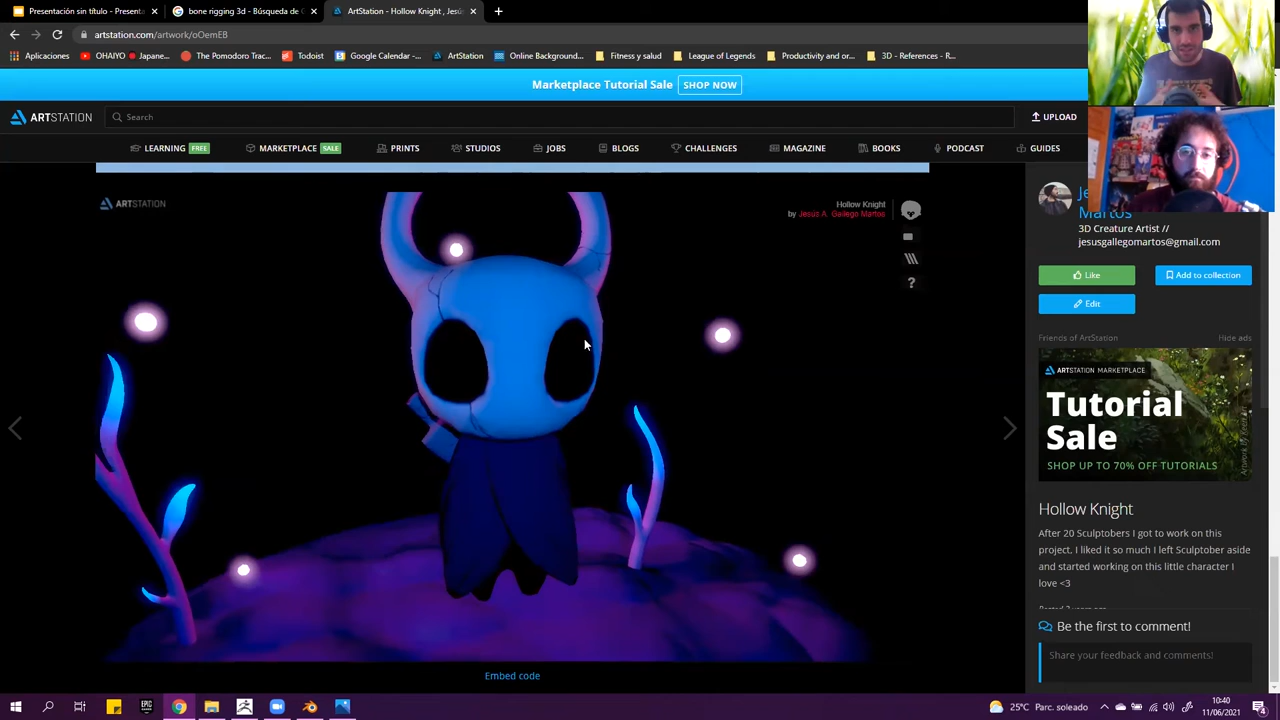 Presentación sin título - Presenta
bone rigging 3d - Búsqueda de G
ArtStation - Hollow Knight , Jesús
artstation.com/artwork/oOemEB
Aplicaciones
OHAIYO Japane...
The Pomodoro Trac...
Todoist
Google Calendar -...
ArtStation
Online Background...
Fitness y salud
League of Legends
Productivity and or...
3D - References - R...
Marketplace Tutorial Sale
SHOP NOW
ARTSTATION
Search
UPLOAD
LEARNING FREE
MARKETPLACE SALE
PRINTS
STUDIOS
JOBS
BLOGS
CHALLENGES
MAGAZINE
BOOKS
PODCAST
GUIDES
ARTSTATION
Hollow Knight
by Jesús A. Gallego Martos
?
Embed code
Martos
3D Creature Artist //
jesusgallegomartos@gmail.com
Like
Add to collection
Edit
Friends of ArtStation
Hide ads
ARTSTATION MARKETPLACE
Tutorial
Sale
SHOP UP TO 70% OFF TUTORIALS
Hollow Knight
After 20 Sculptobers I got to work on this
project, I liked it so much I left Sculptober aside
and started working on this little character I
love <3
Be the first to comment!
Share your feedback and comments!
EPIC
25°C Parc. soleado
10:40
11/06/2021
4